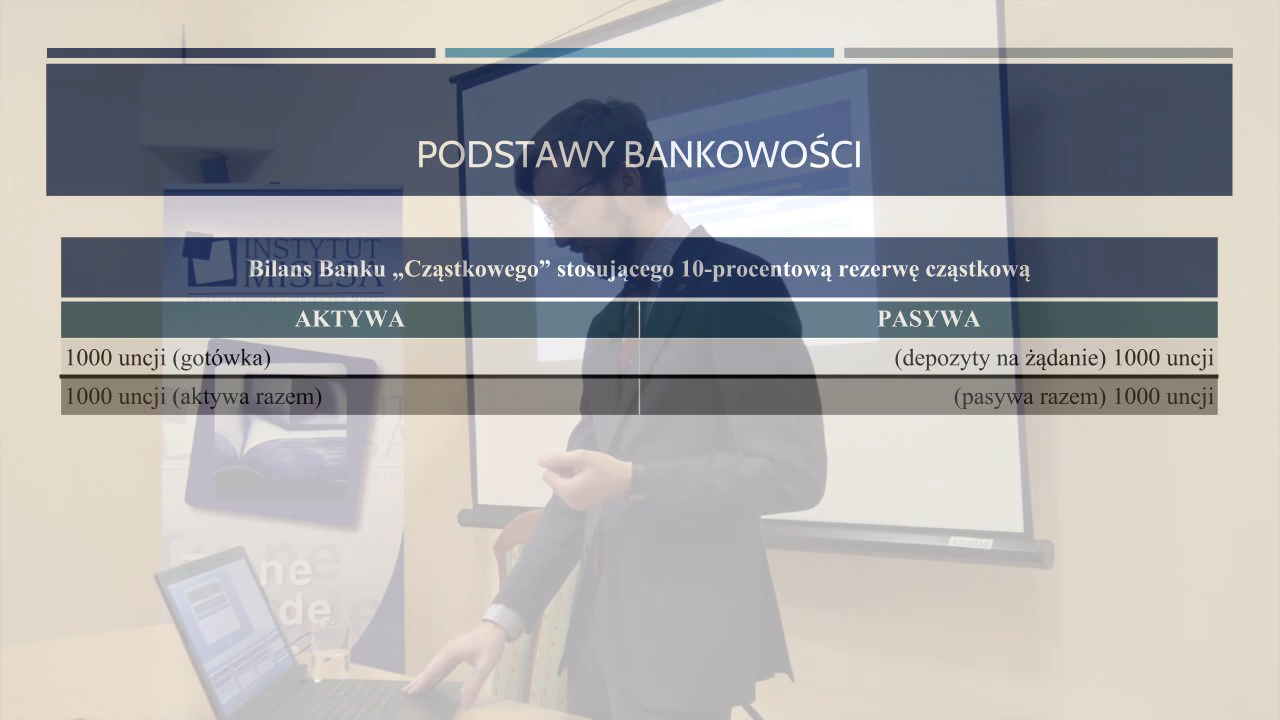 PODSTAWY BANKOWOŚCI
INSTYTUT
MISESA
Bilans Banku „Cząstkowego” stosującego 10-procentową rezerwę cząstkową
AKTYWA PASYWA
1000 uncji (gotówka) (depozyty na żądanie) 1000 uncji
1000 uncji (aktywa razem) (pasywa razem) 1000 uncji